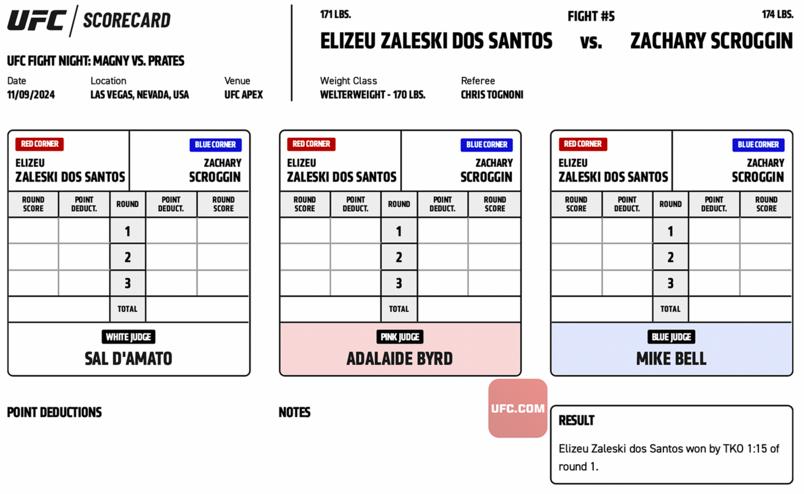 UFC / SCORECARD
UFC FIGHT NIGHT: MAGNY VS. PRATES
Date Location Venue
11/09/2024 LAS VEGAS, NEVADA, USA UFC APEX
171 LBS. FIGHT #5 174 LBS.
ELIZEU ZALESKI DOS SANTOS vs. ZACHARY SCROGGIN
Weight Class Referee
WELTERWEIGHT - 170 LBS. CHRIS TOGNONI
RED CORNER BLUE CORNER
ELIZEU ZACHARY
ZALESKI DOS SANTOS SCROGGIN
ROUND SCORE POINT DEDUCT. ROUND POINT DEDUCT. ROUND SCORE
1
2
3
TOTAL
WHITE JUDGE
SAL D'AMATO
RED CORNER BLUE CORNER
ELIZEU ZACHARY
ZALESKI DOS SANTOS SCROGGIN
ROUND SCORE POINT DEDUCT. ROUND POINT DEDUCT. ROUND SCORE
1
2
3
TOTAL
PINK JUDGE
ADALAIDE BYRD
RED CORNER BLUE CORNER
ELIZEU ZACHARY
ZALESKI DOS SANTOS SCROGGIN
ROUND SCORE POINT DEDUCT. ROUND POINT DEDUCT. ROUND SCORE
1
2
3
TOTAL
BLUE JUDGE
MIKE BELL
POINT DEDUCTIONS
NOTES
UFC.COM
RESULT
Elizeu Zaleski dos Santos won by TKO 1:15 of
round 1.